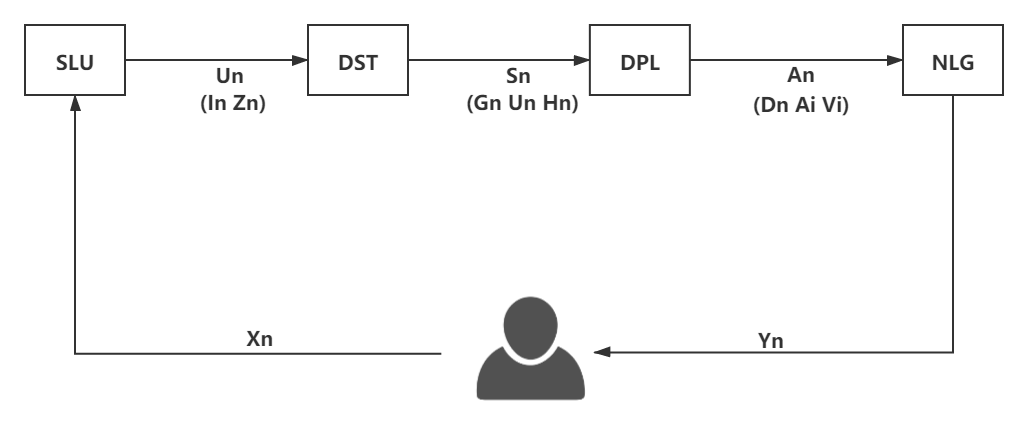 SLU
DST
DPL
NLG
Un
(In Zn)
Sn
(Gn Un Hn)
An
(Dn Ai Vi)
Xn
Yn